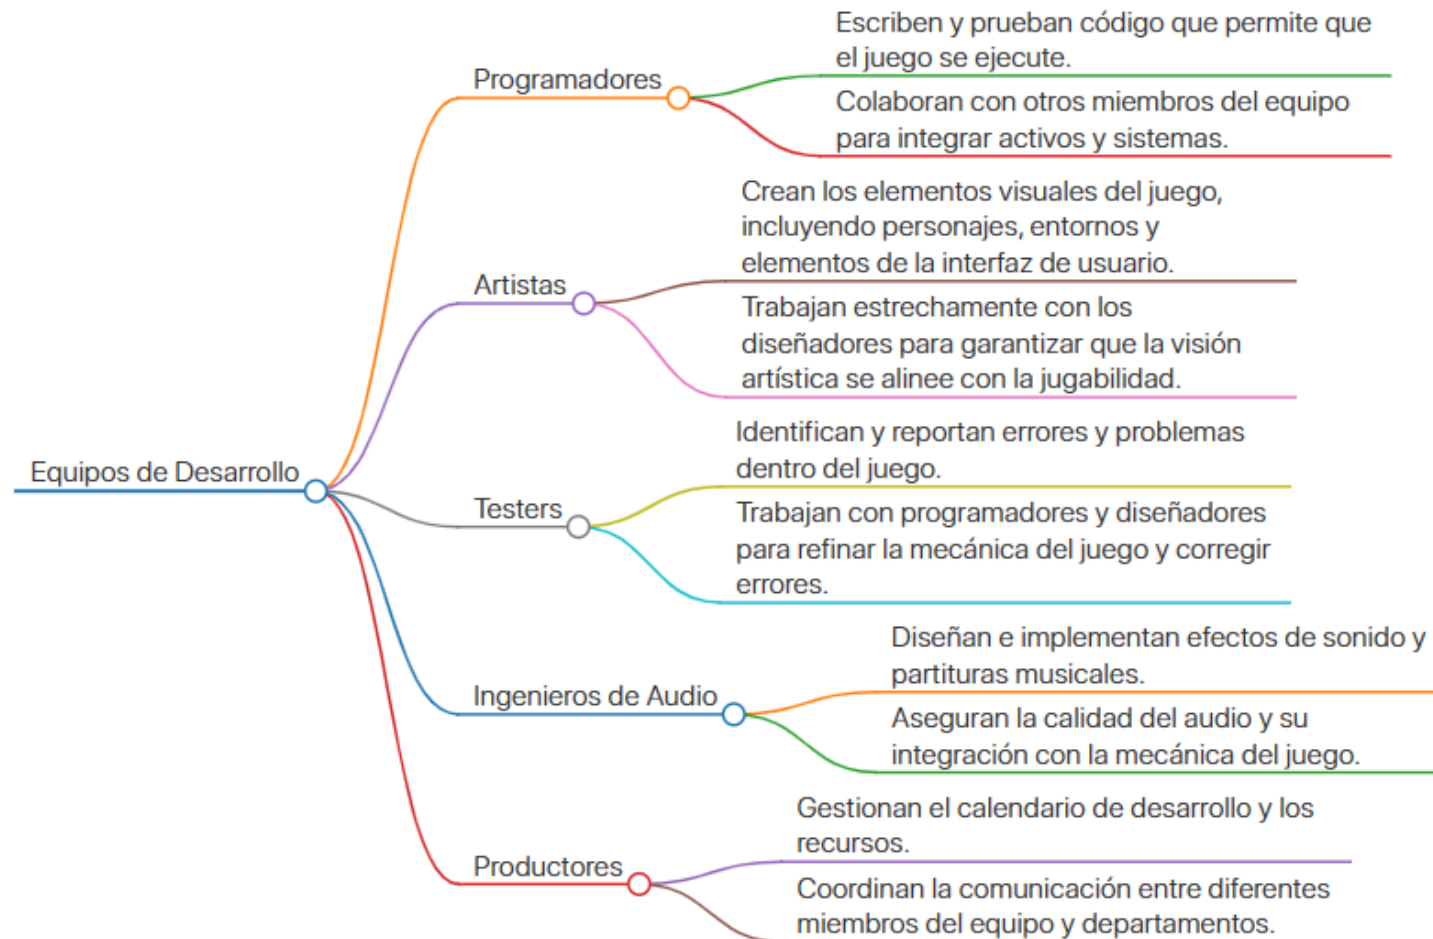 Equipos de Desarrollo
Programadores
Escriben y prueban código que permite que
el juego se ejecute.
Colaboran con otros miembros del equipo
para integrar activos y sistemas.
Artistas
Crean los elementos visuales del juego,
incluyendo personajes, entornos y
elementos de la interfaz de usuario.
Trabajan estrechamente con los
diseñadores para garantizar que la visión
artística se alinee con la jugabilidad.
Testers
Identifican y reportan errores y problemas
dentro del juego.
Trabajan con programadores y diseñadores
para refinar la mecánica del juego y corregir
errores.
Ingenieros de Audio
Diseñan e implementan efectos de sonido y
partituras musicales.
Aseguran la calidad del audio y su
integración con la mecánica del juego.
Productores
Gestionan el calendario de desarrollo y los
recursos.
Coordinan la comunicación entre diferentes
miembros del equipo y departamentos.